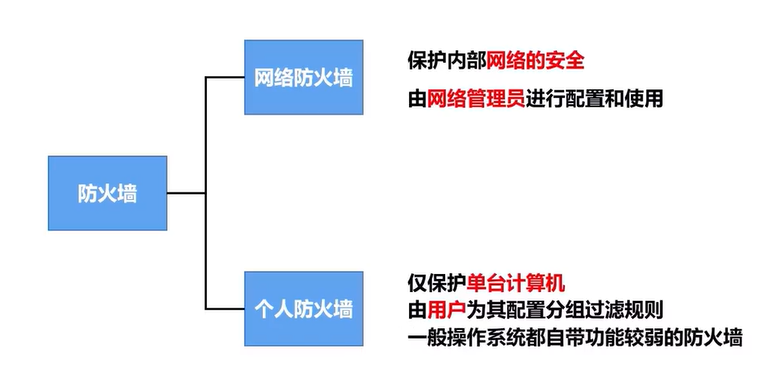 网络防火墙
保护内部网络的安全
由网络管理员进行配置和使用
防火墙
个人防火墙
仅保护单台计算机
由用户为其配置分组过滤规则
一般操作系统都自带功能较弱的防火墙